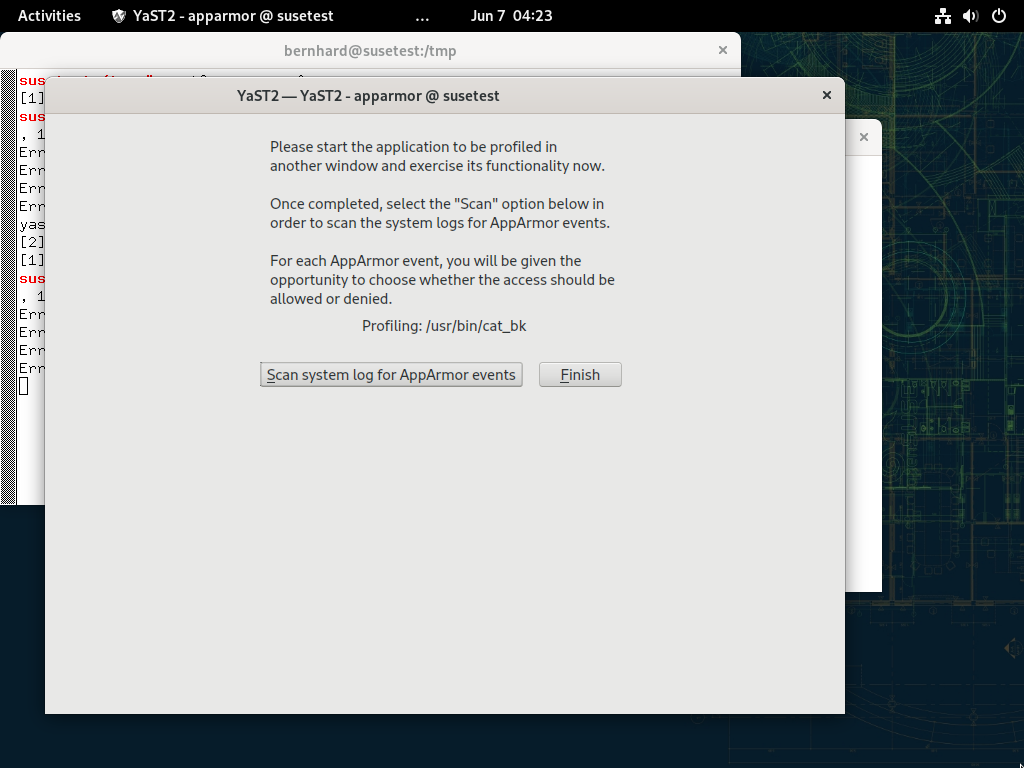 Activities YaST2 - apparmor @ susetest ... Jun 7 04:23
bernhard@susetest:/tmp
YaST2 — YaST2 - apparmor @ susetest
sus
[1]
sus
, 1
Err
Err
Err
Err
yas
[2]
[1]
sus
, 1
Err
Err
Err
Err
Please start the application to be profiled in
another window and exercise its functionality now.
Once completed, select the "Scan" option below in
order to scan the system logs for AppArmor events.
For each AppArmor event, you will be given the
opportunity to choose whether the access should be
allowed or denied.
Profiling: /usr/bin/cat_bk
Scan system log for AppArmor events
Finish